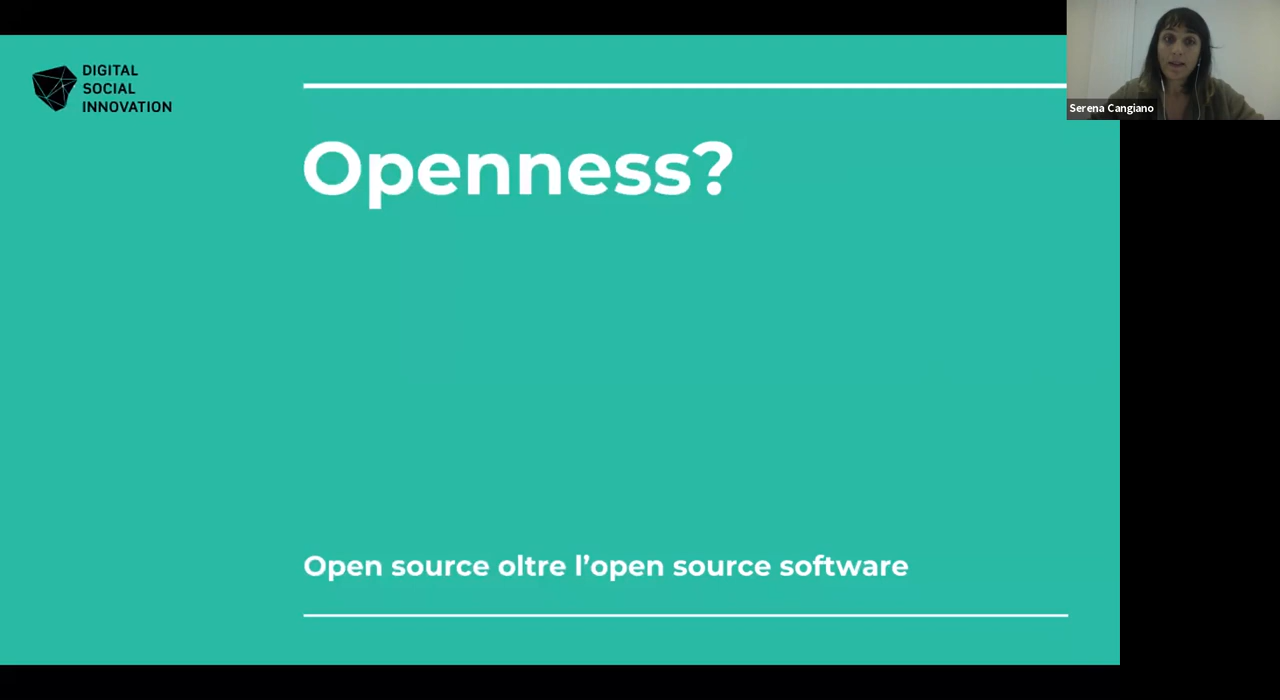 DIGITAL
SOCIAL
INNOVATION
Openness?
Open source oltre l’open source software
Serena Cangiano